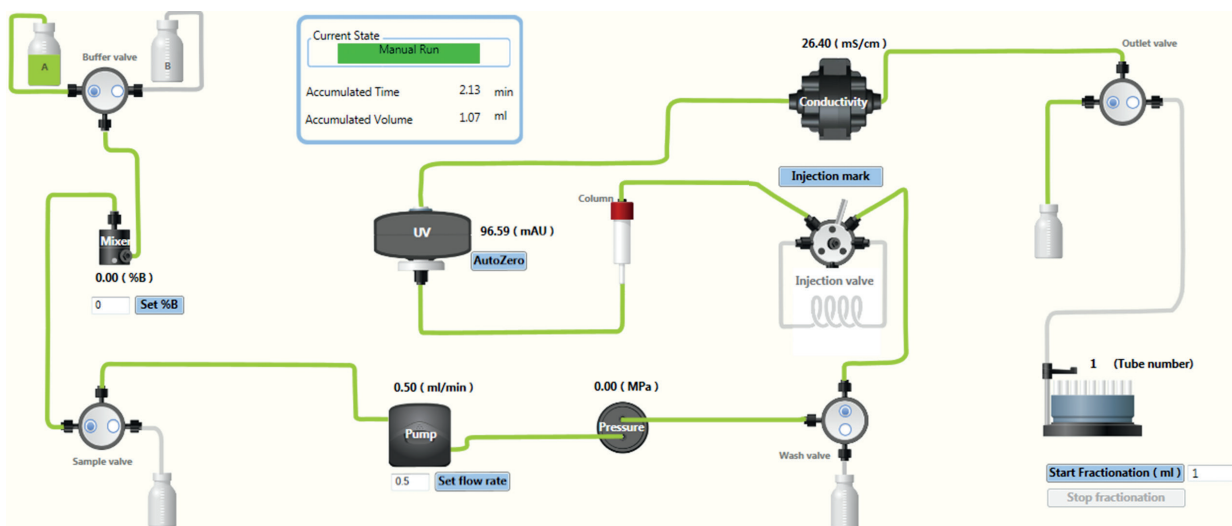 Current State
Manual Run
Accumulated Time 2.13 min
Accumulated Volume 1.07 ml
A
B
Buffer valve
26.40 ( mS/cm)
Conductivity
Outlet valve
Injection mark
Column
UV
96.59 ( mAU )
AutoZero
Mixer
0.00 ( %B)
0 Set %B
Injection valve
0.50 ( ml/min)
0.00 ( MPa)
1 (Tube number)
Pump
Pressure
Sample valve
Wash valve
0.5 Set flow rate
Start Fractionation ( ml ) 1
Stop fractionation